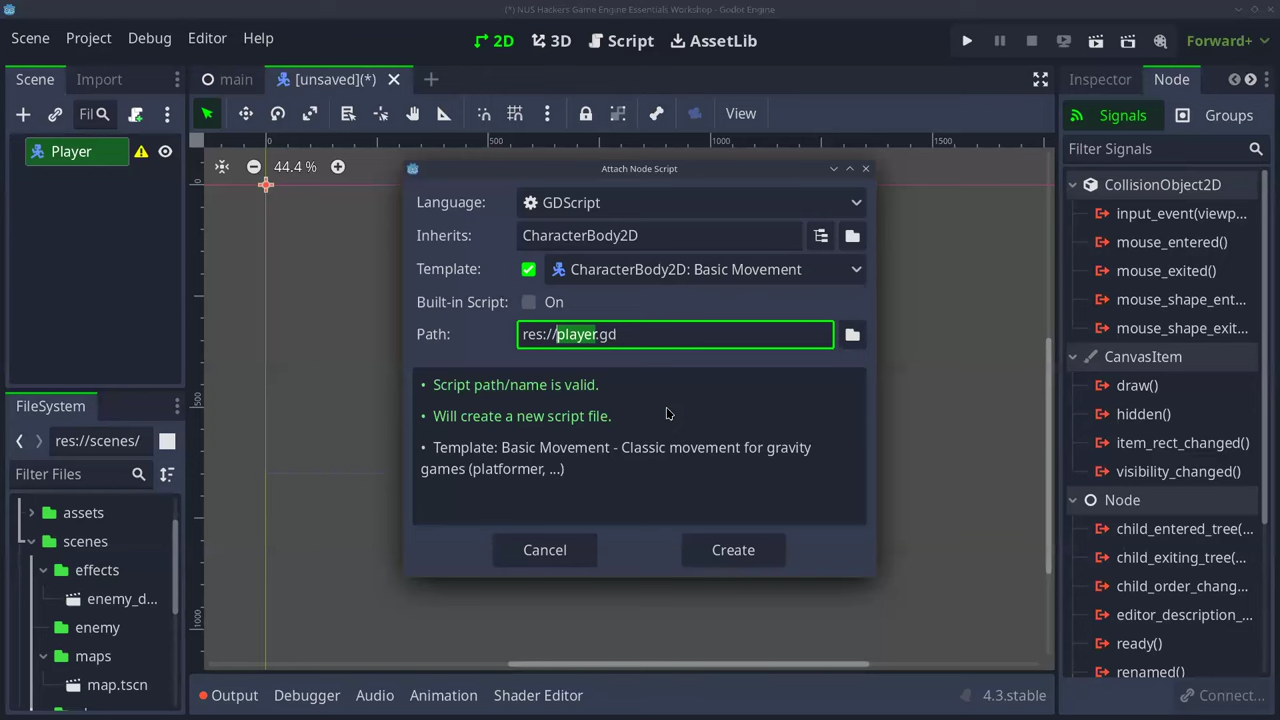 (*) NUS Hackers Game Engine Essentials Workshop - Godot Engine
Scene Project Debug Editor Help
2D 3D Script AssetLib
Forward+
Scene Import
main [unsaved](*)
Inspector Node
Fil
View
Signals Groups
Player
Filter Signals
0 500 1000 1500
44.4 %
0
500
1000
Attach Node Script
Language: GDScript
Inherits: CharacterBody2D
Template: CharacterBody2D: Basic Movement
Built-in Script: On
Path: res://player.gd
• Script path/name is valid.
• Will create a new script file.
• Template: Basic Movement - Classic movement for gravity
games (platformer, ...)
Cancel Create
CollisionObject2D
input_event(viewp...
mouse_entered()
mouse_exited()
mouse_shape_ent...
mouse_shape_exit...
CanvasItem
draw()
hidden()
item_rect_changed()
visibility_changed()
Node
child_entered_tree(...
child_exiting_tree(...
child_order_chang...
editor_description_...
ready()
renamed()
Connect...
FileSystem
res://scenes/
Filter Files
assets
scenes
effects
enemy_d...
enemy
maps
map.tscn
Output Debugger Audio Animation Shader Editor
4.3.stable